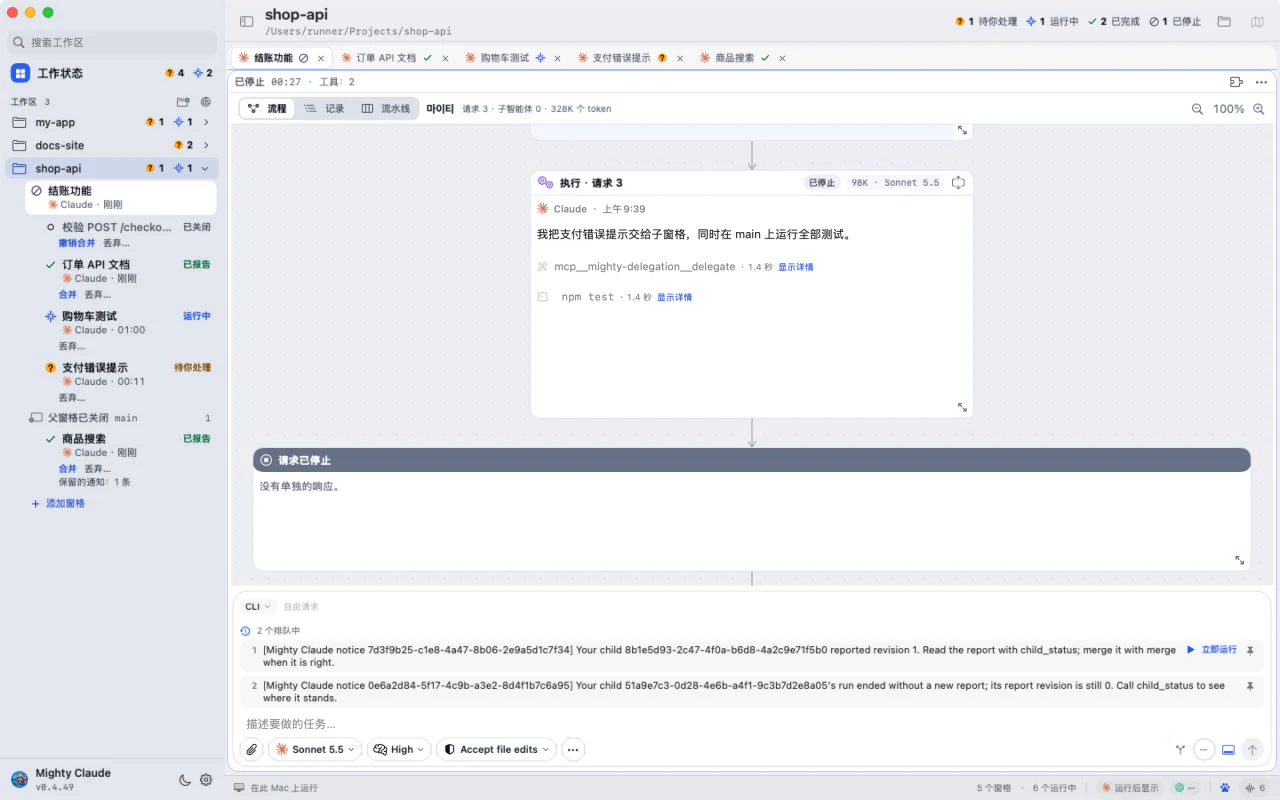 shop-api
/Users/runner/Projects/shop-api
? 1 待你处理 1 运行中 2 已完成 1 已停止
搜索工作区
工作状态 ? 4 2
工作区 3
my-app ? 1 1
docs-site ? 2
shop-api ? 1 1
结账功能
Claude · 刚刚
校验 POST /checko... 已关闭
撤销合并 丢弃...
订单 API 文档 已报告
Claude · 刚刚
合并 丢弃...
购物车测试 运行中
Claude · 01:00
丢弃...
? 支付错误提示 待你处理
Claude · 00:11
丢弃...
父窗格已关闭 main 1
商品搜索 已报告
Claude · 刚刚
合并 丢弃...
保留的通知：1 条
+ 添加窗格
Mighty Claude
v0.4.49
结账功能 订单 API 文档 购物车测试 支付错误提示 ? 商品搜索
已停止 00:27 · 工具：2
流程 记录 流水线 마이티 请求 3 · 子智能体 0 · 328K 个 token 100%
执行 · 请求 3 已停止 98K · Sonnet 5.5
Claude · 上午9:39
我把支付错误提示交给子窗格，同时在 main 上运行全部测试。
mcp__mighty-delegation__delegate · 1.4 秒 显示详情
npm test · 1.4 秒 显示详情
请求已停止
没有单独的响应。
CLI 自由请求
2 个排队中
1 [Mighty Claude notice 7d3f9b25-c1e8-4a47-8b06-2e9a5d1c7f34] Your child 8b1e5d93-2c47-4f0a-b6d8-4a2c9e71f5b0 reported revision 1. Read the report with child_status; merge it with merge
when it is right.
立即运行
2 [Mighty Claude notice 0e6a2d84-5f17-4c9b-a3e2-8d4f1b7c6a95] Your child 51a9e7c3-0d28-4e6b-a4f1-9c3b7d2e8a05's run ended without a new report; its report revision is still 0. Call child_status to see
where it stands.
描述要做的任务...
Sonnet 5.5 High Accept file edits
在此 Mac 上运行 5 个窗格 · 6 个运行中 运行后显示 — 6